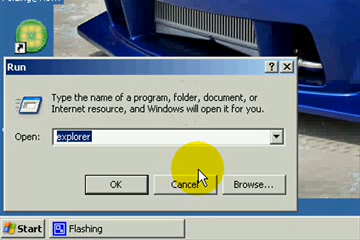 Run
Type the name of a program, folder, document, or
Internet resource, and Windows will open it for you.
Open:
explorer
OK
Cancel
Browse...
Start
Flashing